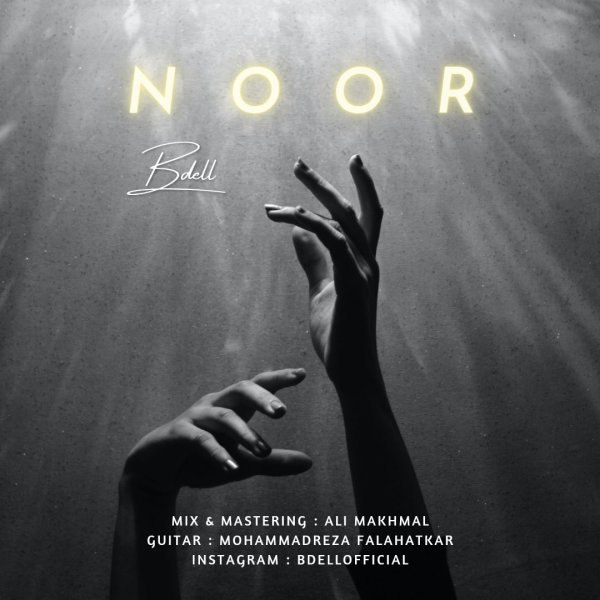 NOOR
Bdell
MIX & MASTERING : ALI MAKHMAL
GUITAR : MOHAMMADREZA FALAHATKAR
INSTAGRAM : BDELLOFFICIAL